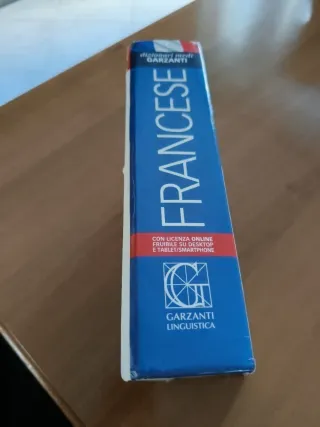 dizionari medi
GARZANTI
FRANCESE
CON LICENZA ONLINE
FRUIBILE SU DESKTOP
E TABLET/SMARTPHONE
G
GARZANTI
LINGUISTICA